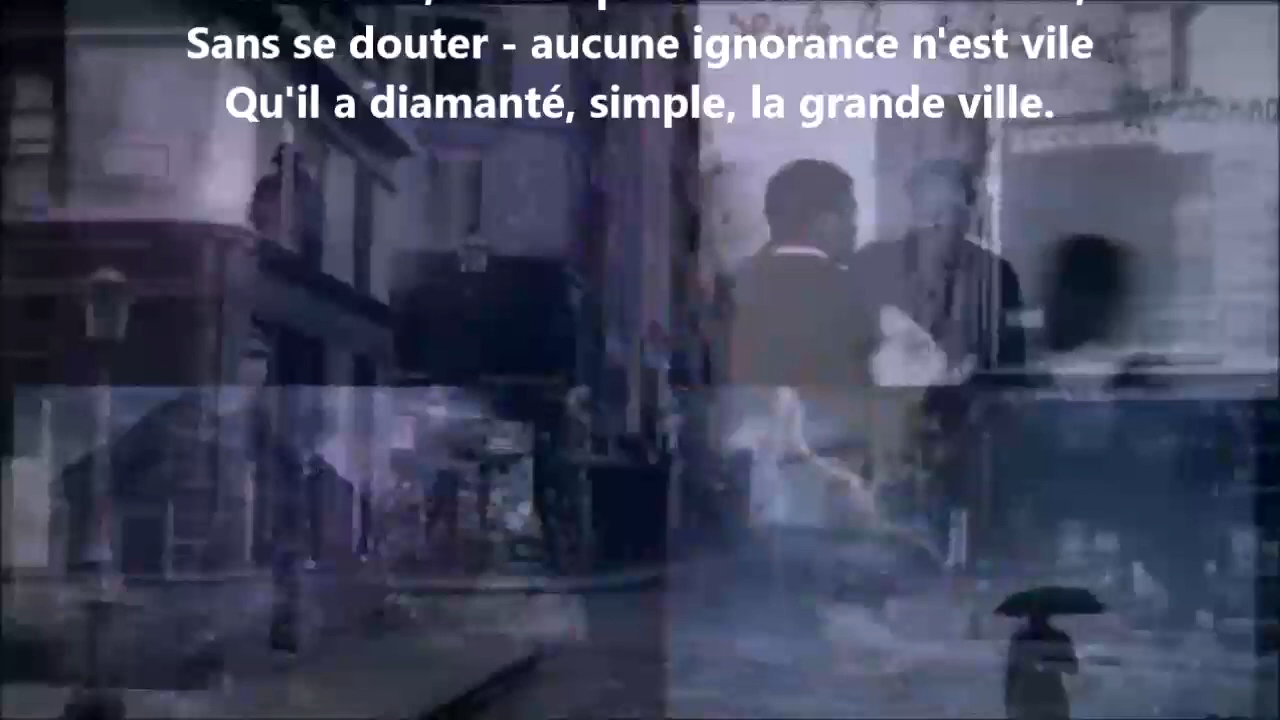 Sans se douter - aucune ignorance n'est vile
Qu'il a diamanté, simple, la grande ville.